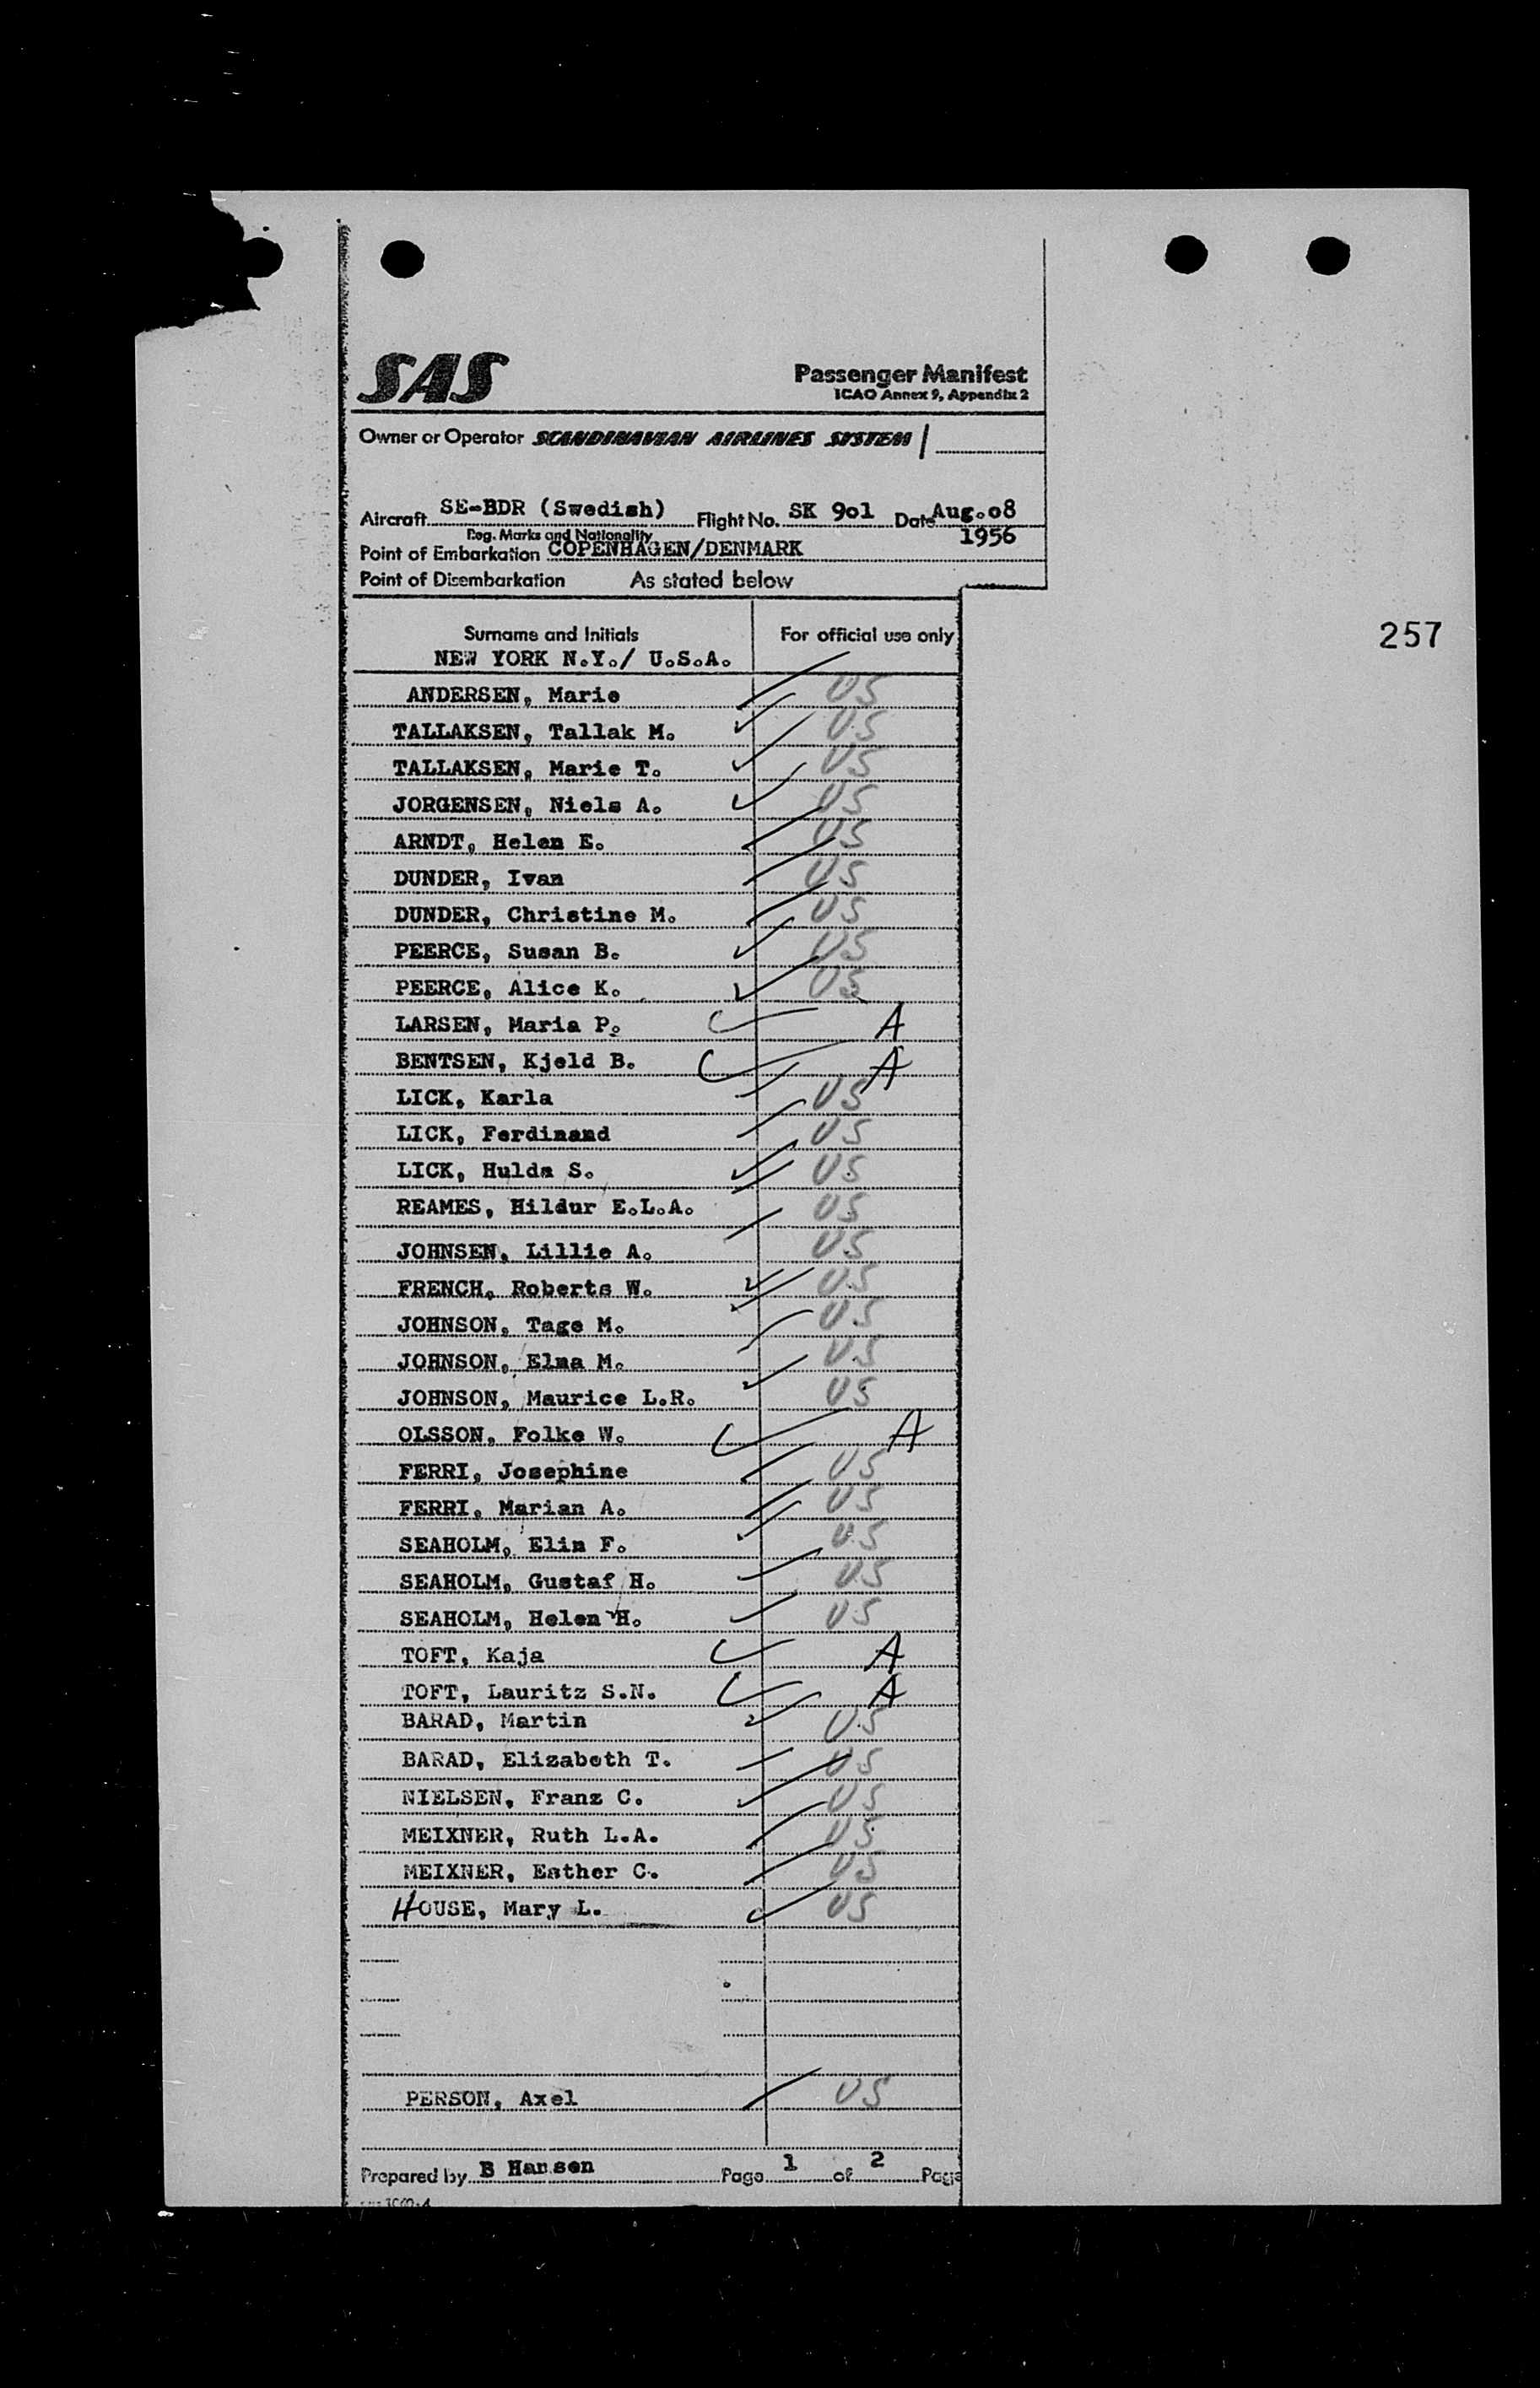 SAS
Passenger Manifest
ICAO Annex 9, Appendix 2
Owner or Operator SCANDINAVIAN AIRLINES SYSTEM /
Aircraft SE-BDR (Swedish) Flight No. SK 9o1 Date Aug.o8
Reg. Marks and Nationality 1956
Point of Embarkation COPENHAGEN/DENMARK
Point of Disembarkation As stated below
Surname and Initials For official use only
257
NEW YORK N.Y./ U.S.A.
ANDERSEN, Marie US
TALLAKSEN, Tallak M. US
TALLAKSEN, Marie T. US
JORGENSEN, Niels A. US
ARNDT, Helen E. US
DUNDER, Ivan US
DUNDER, Christine M. US
PEERCE, Susan B. US
PEERCE, Alice K. US
LARSEN, Maria P. A
BENTSEN, Kjeld B. A
LICK, Karla US
LICK, Ferdinand US
LICK, Hulda S. US
REAMES, Hildur E.L.A. US
JOHNSEN, Lillie A. US
FRENCH, Roberta W. US
JOHNSON, Tage M. US
JOHNSON, Elna M. US
JOHNSON, Maurice L.R. US
OLSSON, Folke W. A
FERRI, Josephine US
FERRI, Marian A. US
SEAHOLM, Elin F. US
SEAHOLM, Gustaf H. US
SEAHOLM, Helen H. US
TOFT, Kaja A
TOFT, Lauritz S.N. A
BARAD, Martin US
BARAD, Elizabeth T. US
NIELSEN, Franz C. US
MEIXNER, Ruth L.A. US
MEIXNER, Esther C. US
HOUSE, Mary L. US
PERSON, Axel US
Prepared by B Hansen Page 1 of 2 Page